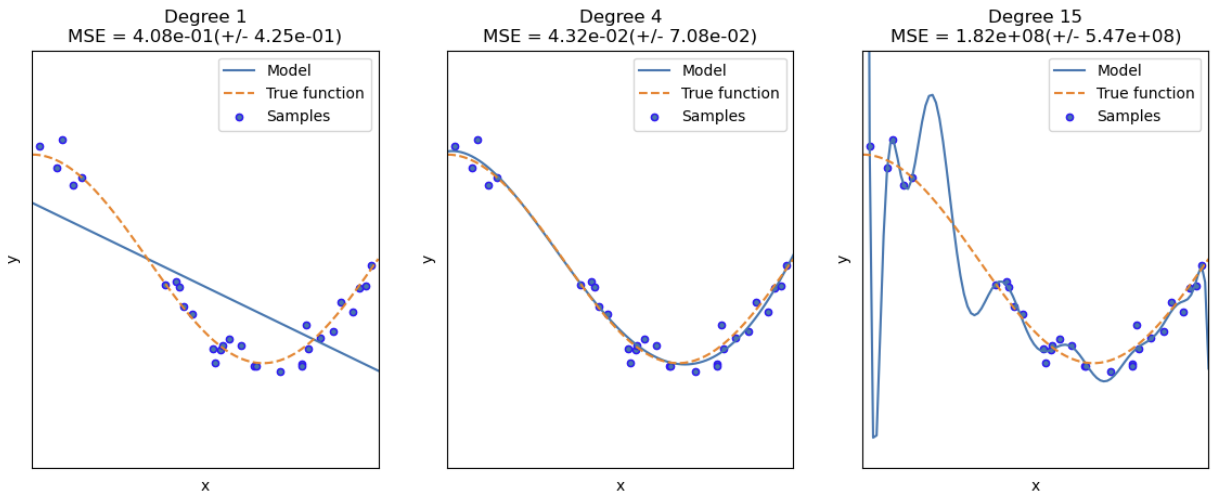 Degree 1
MSE = 4.08e-01(+/- 4.25e-01)
Model
True function
Samples
y
x
Degree 4
MSE = 4.32e-02(+/- 7.08e-02)
Model
True function
Samples
y
x
Degree 15
MSE = 1.82e+08(+/- 5.47e+08)
Model
True function
Samples
y
x